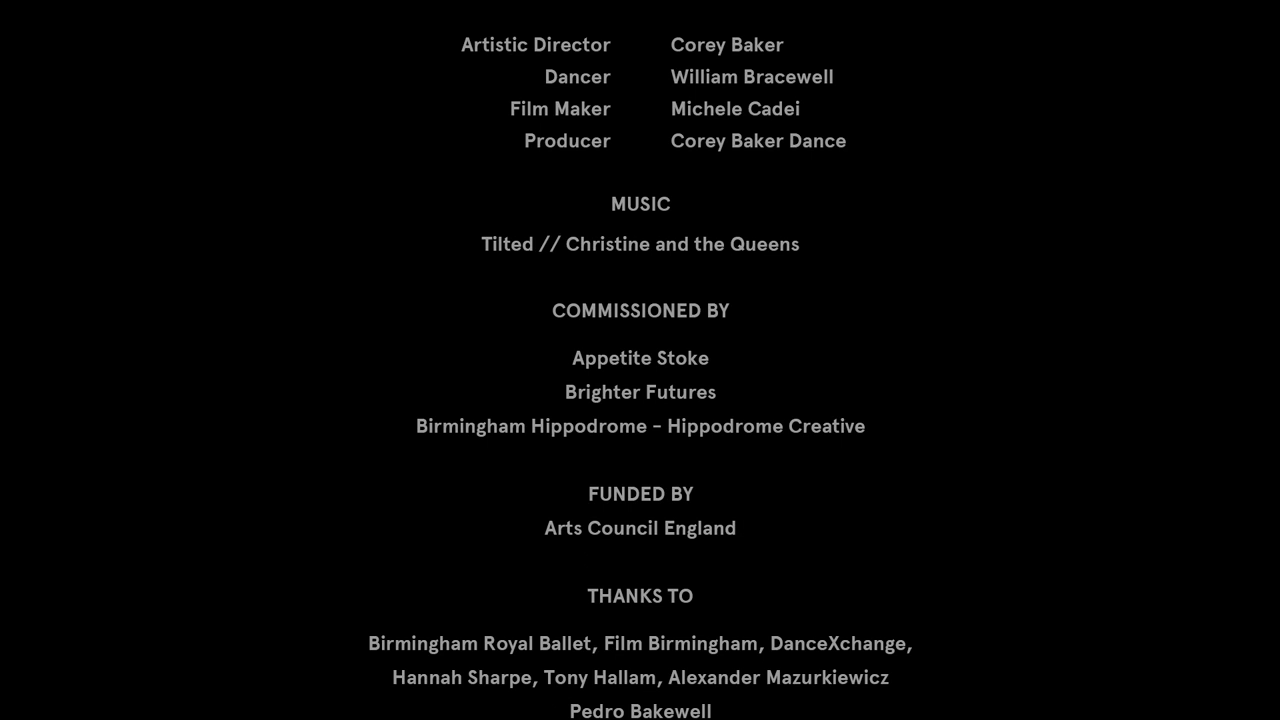 Artistic Director Corey Baker
Dancer William Bracewell
Film Maker Michele Cadei
Producer Corey Baker Dance
MUSIC
Tilted // Christine and the Queens
COMMISSIONED BY
Appetite Stoke
Brighter Futures
Birmingham Hippodrome - Hippodrome Creative
FUNDED BY
Arts Council England
THANKS TO
Birmingham Royal Ballet, Film Birmingham, DanceXchange,
Hannah Sharpe, Tony Hallam, Alexander Mazurkiewicz
Pedro Bakewell